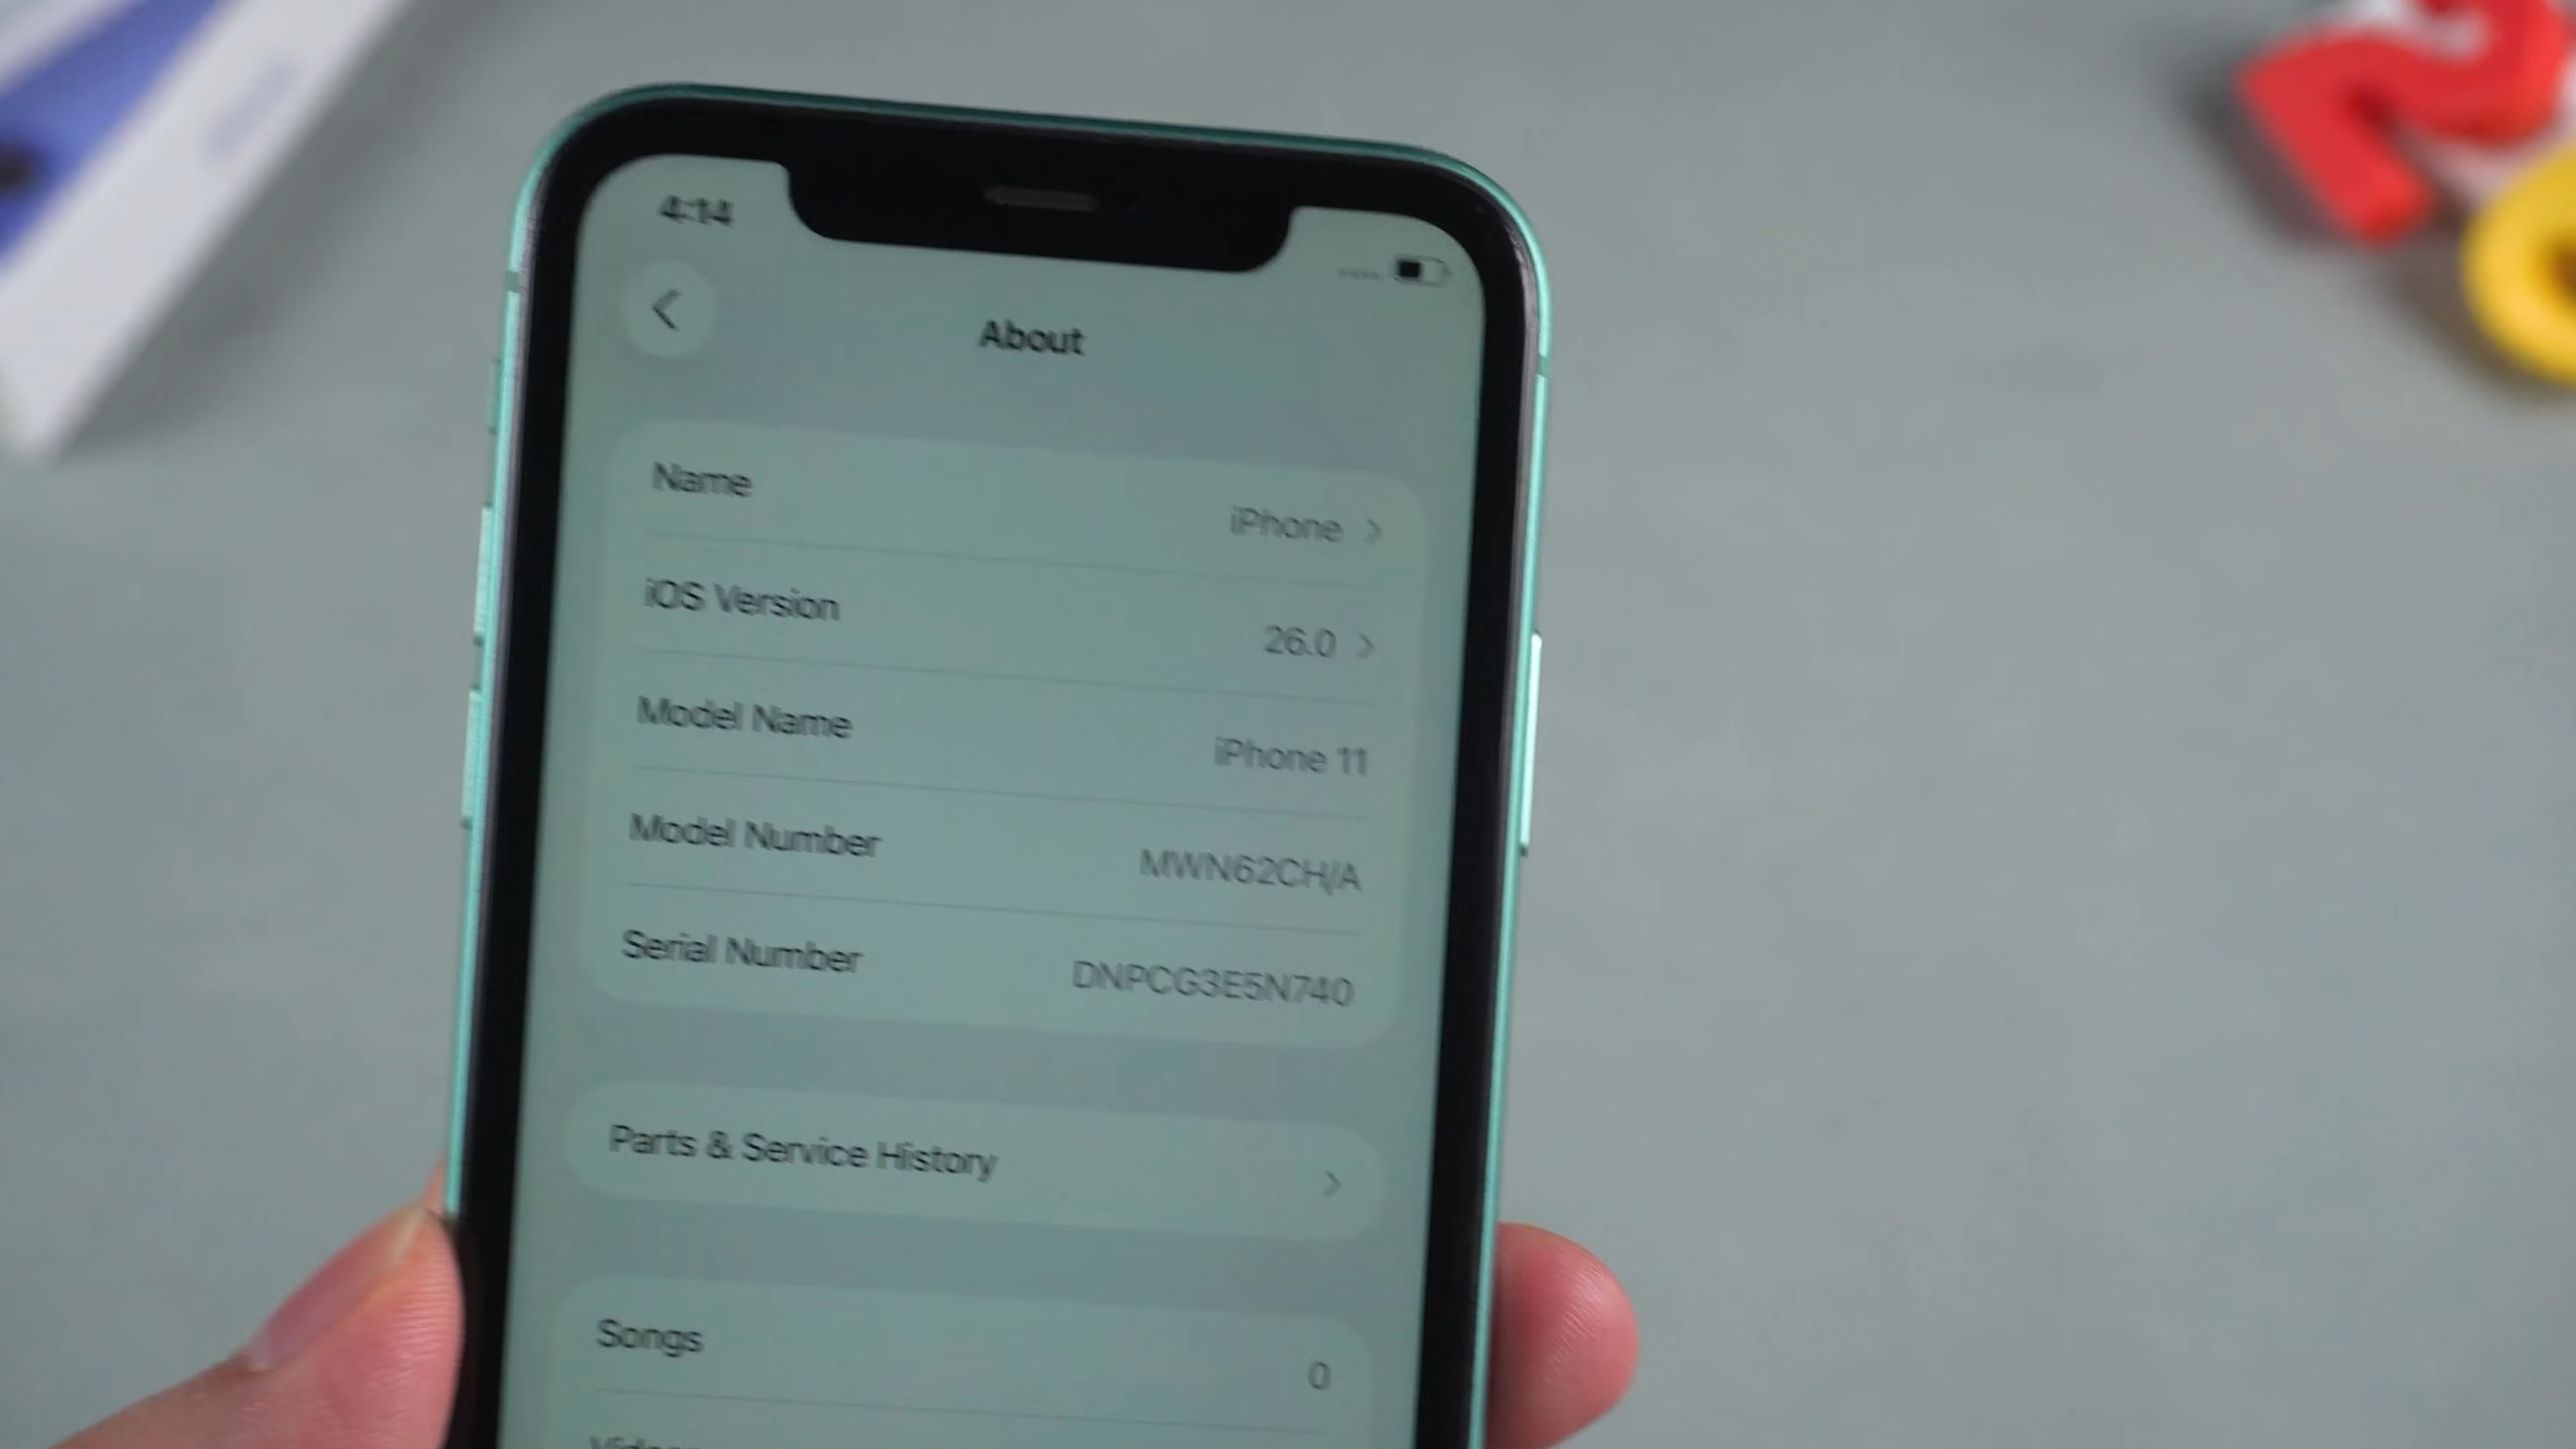 4:14
About
Name
iPhone
iOS Version
26.0
Model Name
iPhone 11
Model Number
MWN62CH/A
Serial Number
DNPCG3E5N740
Parts & Service History
Songs
0